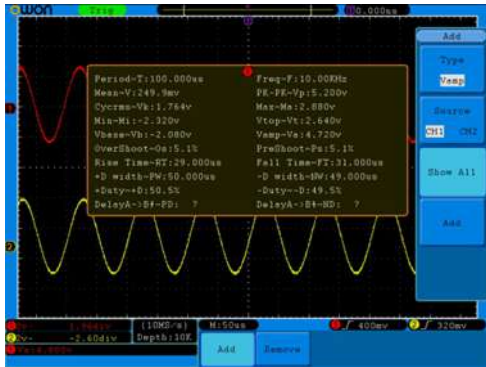 owon Trig 0.000us
Add
Type
Vamp
Source
CH1 CH2
Show All
Add
Period-T:100.000us Freq-F:10.00KHz
Mean-V:249.9mv PK-PK-Vp:5.200v
Cycrms-Vk:1.764v Max-Ma:2.880v
Min-Mi:-2.320v Vtop-Vt:2.640v
Vbase-Vb:-2.080v Vamp-Va:4.720v
OverShoot-Os:5.1% PreShoot-Ps:5.1%
Rise Time-RT:29.000us Fall Time-FT:31.000us
+D width-PW:50.000us -D width-NW:49.000us
+Duty-+D:50.5% -Duty--D:49.5%
DelayA->B-PD: ? DelayA->B-ND: ?
2v~ (10MS/s) M:50us 400mv 320mv
2v~ -2.60div Depth:10K
Add Remove